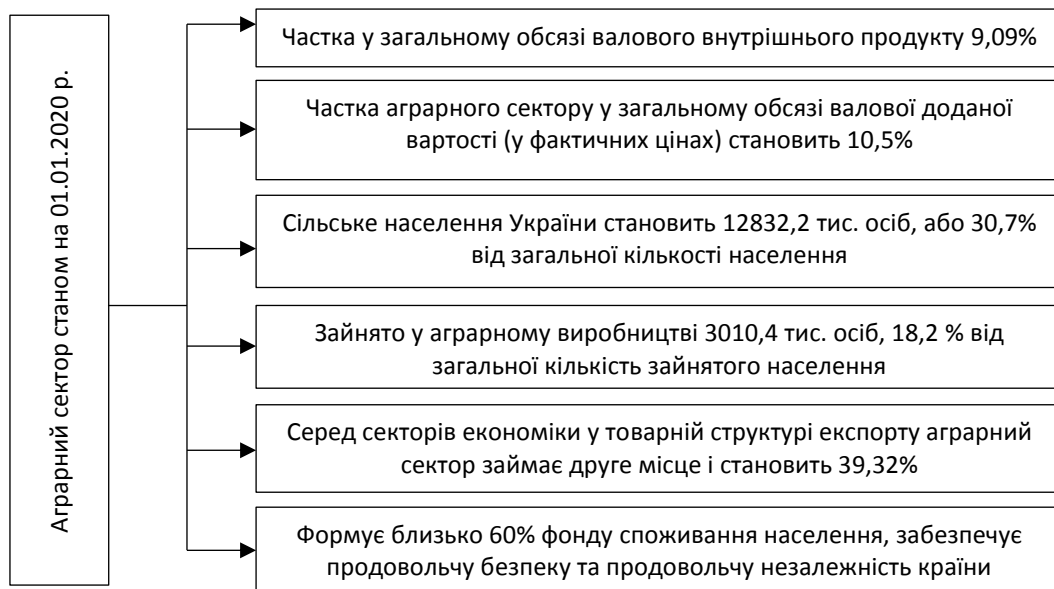 Аграрний сектор станом на 01.01.2020 р.
Частка у загальному обсязі валового внутрішнього продукту 9,09%
Частка аграрного сектору у загальному обсязі валової доданої
вартості (у фактичних цінах) становить 10,5%
Сільське населення України становить 12832,2 тис. осіб, або 30,7%
від загальної кількості населення
Зайнято у аграрному виробництві 3010,4 тис. осіб, 18,2 % від
загальної кількість зайнятого населення
Серед секторів економіки у товарній структурі експорту аграрний
сектор займає друге місце і становить 39,32%
Формує близько 60% фонду споживання населення, забезпечує
продовольчу безпеку та продовольчу незалежність країни